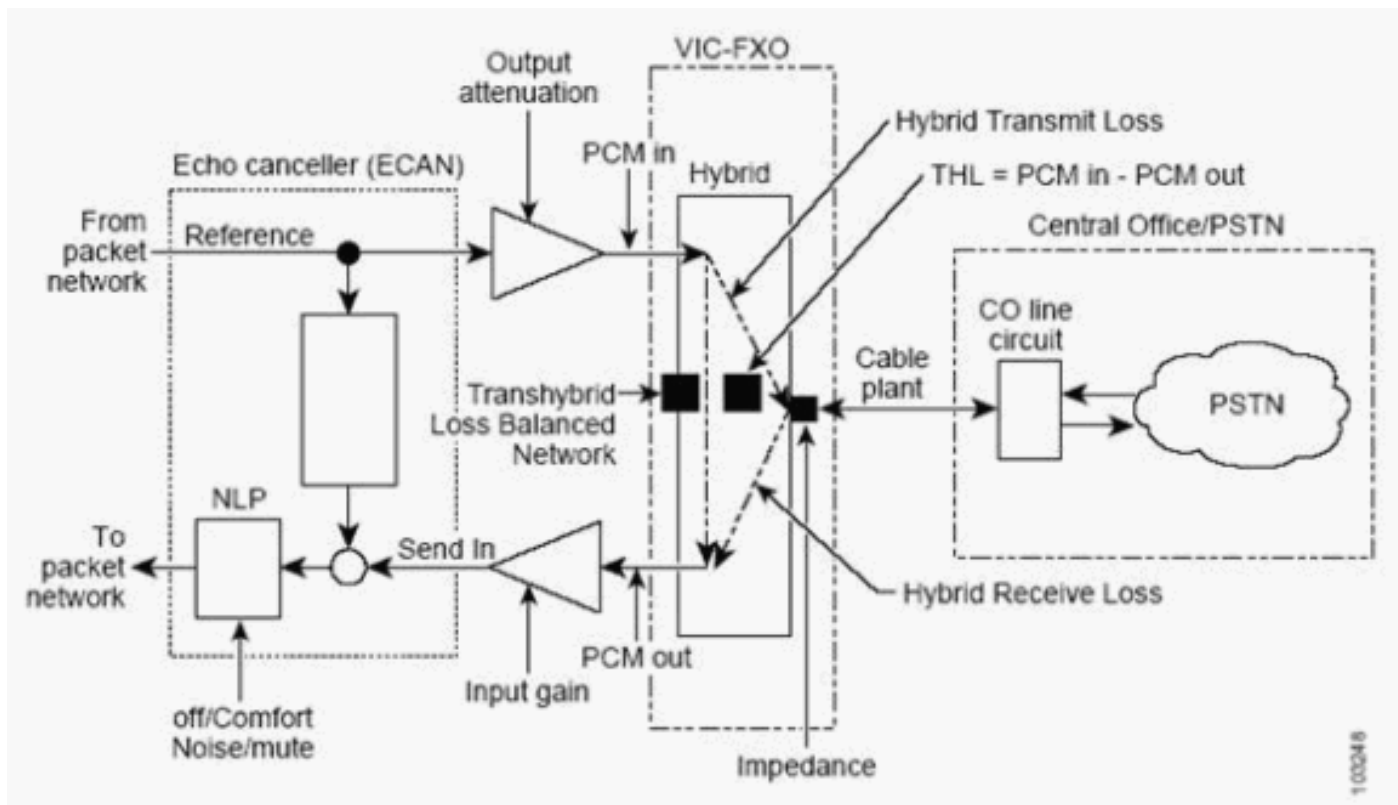 VIC-FXO
Output
attenuation
Hybrid Transmit Loss
PCM in
Echo canceller (ECAN)
Hybrid
THL = PCM in - PCM out
From
packet
network
Reference
Central Office/PSTN
CO line
circuit
Cable
plant
PSTN
Transhybrid
Loss Balanced
Network
NLP
To
packet
network
Send In
Hybrid Receive Loss
PCM out
Input gain
off/Comfort
Noise/mute
Impedance
103248